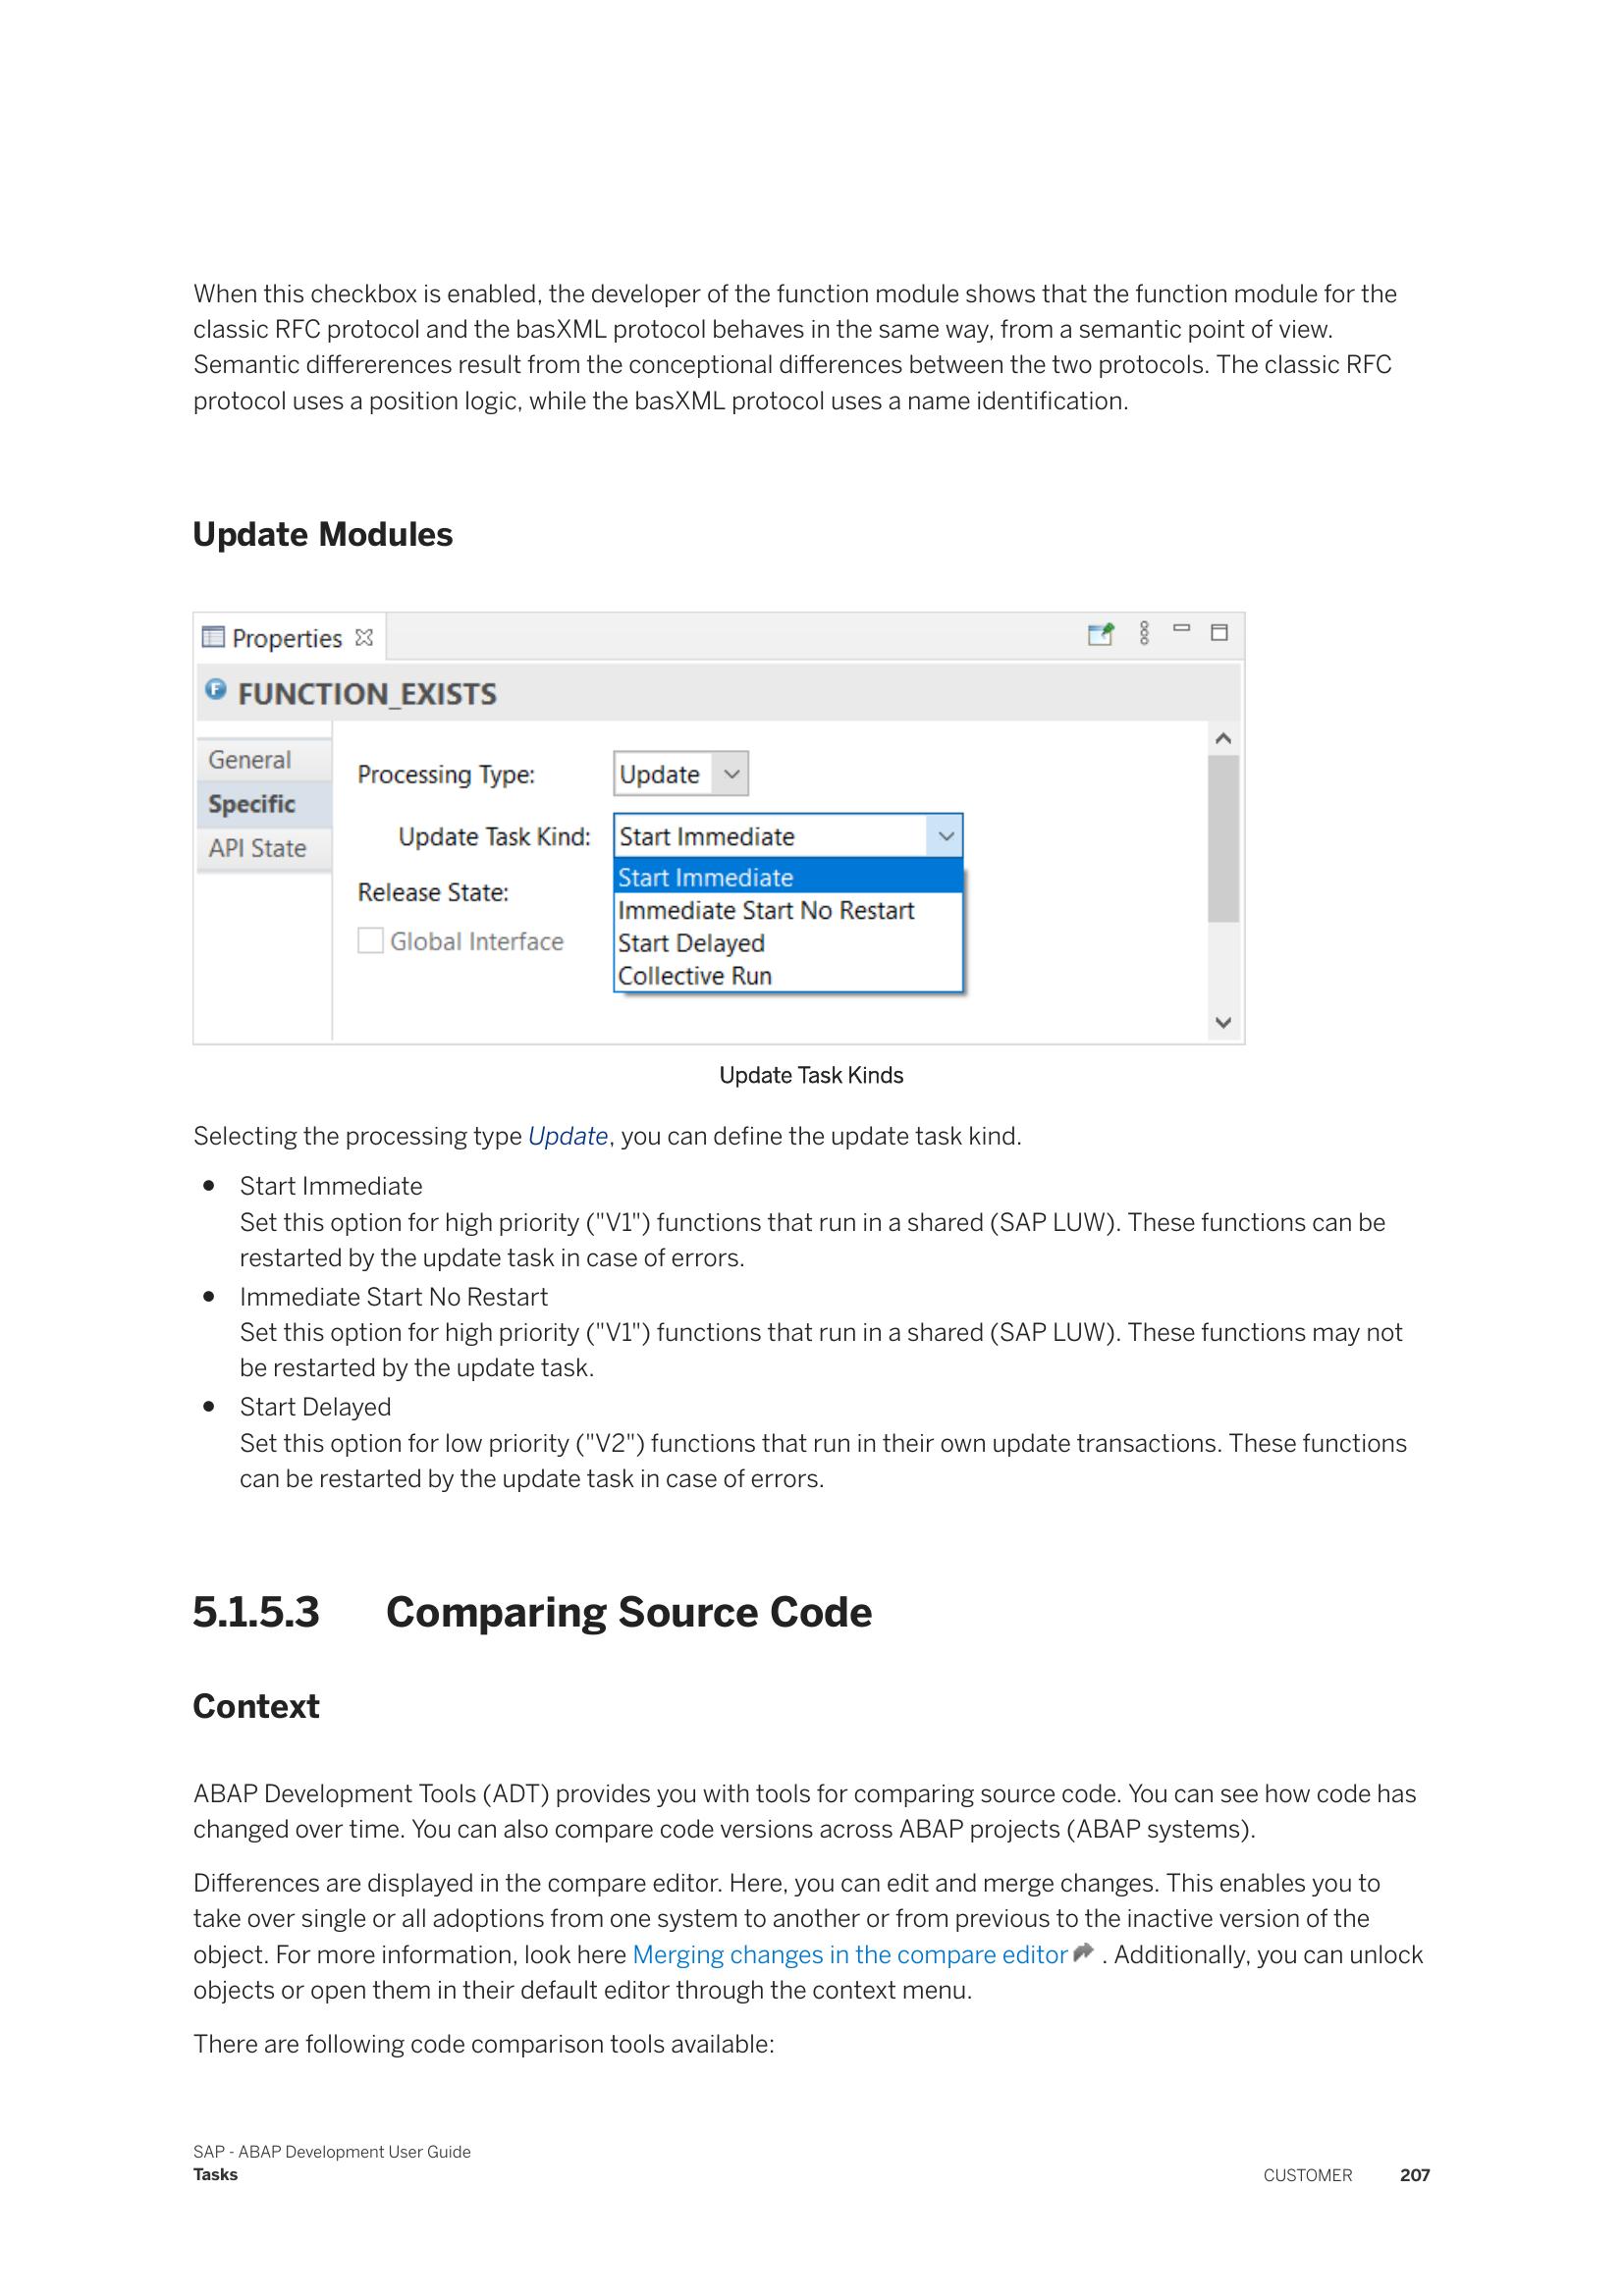 When this checkbox is enabled, the developer of the function module shows that the function module for the
classic RFC protocol and the basXML protocol behaves in the same way, from a semantic point of view.
Semantic differerences result from the conceptional differences between the two protocols. The classic RFC
protocol uses a position logic, while the basXML protocol uses a name identification.
Update Modules
Properties
FUNCTION_EXISTS
General
Specific
API State
Processing Type: Update
Update Task Kind: Start Immediate
Start Immediate
Release State:
Immediate Start No Restart
Global Interface
Start Delayed
Collective Run
Update Task Kinds
Selecting the processing type Update, you can define the update task kind.
• Start Immediate
Set this option for high priority ("V1") functions that run in a shared (SAP LUW). These functions can be
restarted by the update task in case of errors.
• Immediate Start No Restart
Set this option for high priority ("V1") functions that run in a shared (SAP LUW). These functions may not
be restarted by the update task.
• Start Delayed
Set this option for low priority ("V2") functions that run in their own update transactions. These functions
can be restarted by the update task in case of errors.
5.1.5.3 Comparing Source Code
Context
ABAP Development Tools (ADT) provides you with tools for comparing source code. You can see how code has
changed over time. You can also compare code versions across ABAP projects (ABAP systems).
Differences are displayed in the compare editor. Here, you can edit and merge changes. This enables you to
take over single or all adoptions from one system to another or from previous to the inactive version of the
object. For more information, look here Merging changes in the compare editor . Additionally, you can unlock
objects or open them in their default editor through the context menu.
There are following code comparison tools available:
SAP - ABAP Development User Guide
Tasks
CUSTOMER 207